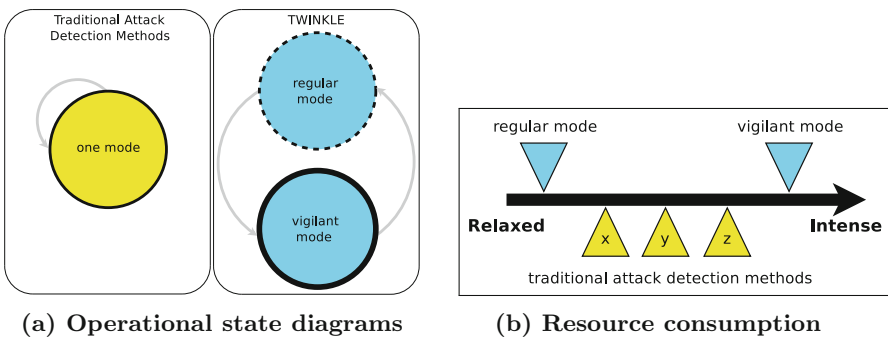 Traditional Attack
Detection Methods
one mode
TWINKLE
regular
mode
vigilant
mode
(a) Operational state diagrams
regular mode
vigilant mode
Relaxed
Intense
x
y
z
traditional attack detection methods
(b) Resource consumption